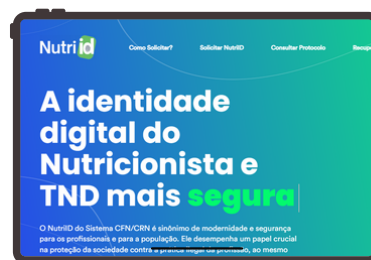 Nutriid
Como Solicitar? Solicitar NutriID Consultar Protocolo
A identidade
digital do
Nutricionista e
TND mais segura
O NutriID do Sistema CFN/CRN é sinônimo de modernidade e segurança
para os profissionais e para a população. Ele desempenha um papel crucial
na proteção da sociedade contra a prática ilegal da profissão, ao mesmo